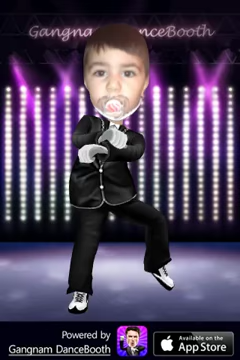 Gangnam DanceBooth
Powered by
Gangnam DanceBooth
Available on the
App Store